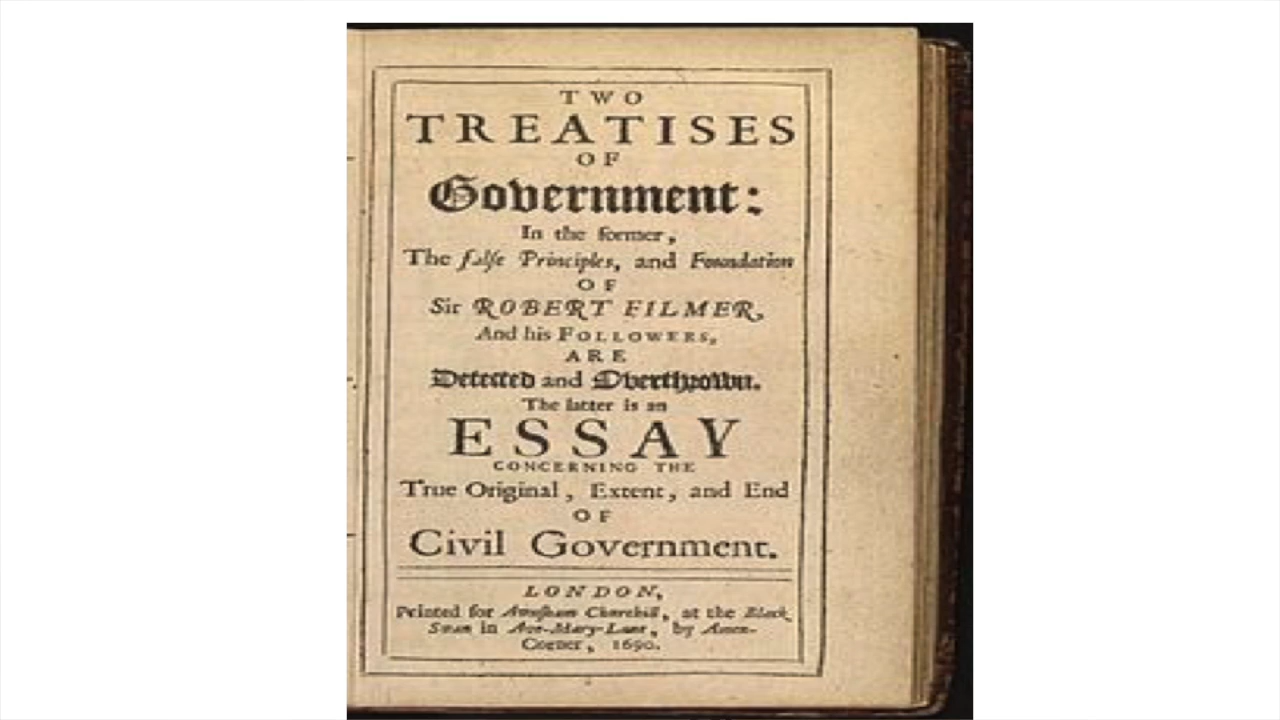 TWO
TREATISES
OF
Government:
In the former,
The false Principles, and Foundation
OF
Sir ROBERT FILMER,
And his FOLLOWERS,
ARE
Detected and Overthrown.
The latter is an
ESSAY
CONCERNING THE
True Original, Extent, and End
OF
Civil Government.
LONDON,
Printed for Awnsham Churchill, at the Black
Swan in Ave-Mary-Lane, by Amen-
Corner, 1690.